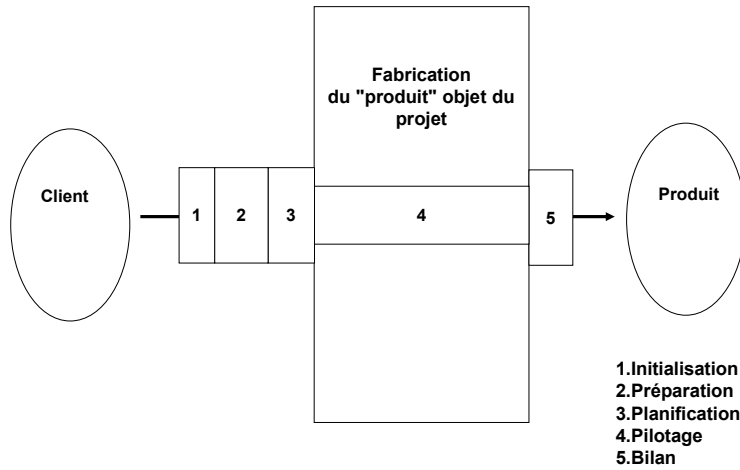 Fabrication
du "produit" objet du
projet
Client
1
2
3
4
5
Produit
1.Initialisation
2.Préparation
3.Planification
4.Pilotage
5.Bilan